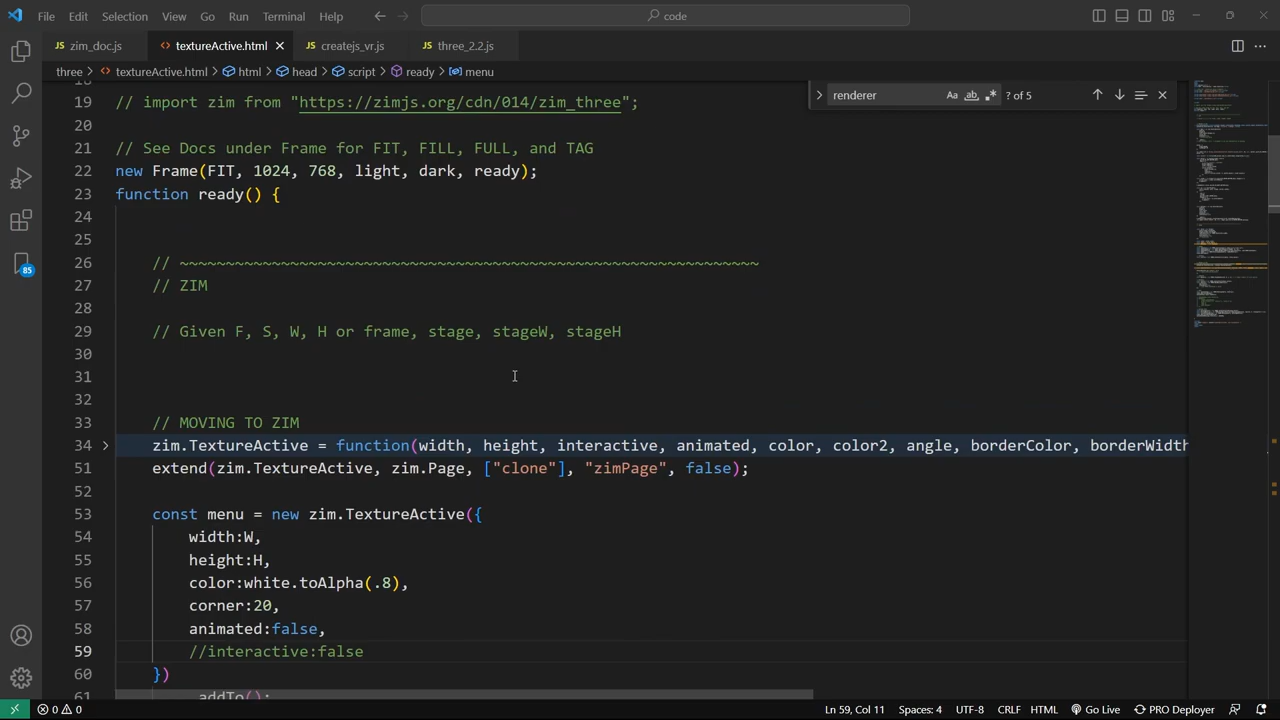 File Edit Selection View Go Run Terminal Help
code
zim_doc.js
textureActive.html
createjs_vr.js
three_2.2.js
three > textureActive.html > html > head > script > ready > menu
renderer
ab
? of 5
18
19 // import zim from "https://zimjs.org/cdn/014/zim_three";
20
21 // See Docs under Frame for FIT, FILL, FULL, and TAG
22 new Frame(FIT, 1024, 768, light, dark, ready);
23 function ready() {
24
25
26 // ~~~~~~~~~~~~~~~~~~~~~~~~~~~~~~~~~~~~~~~~~~~~~~~~~~~~~~~~~~~~~~~
27 // ZIM
28
29 // Given F, S, W, H or frame, stage, stageW, stageH
30
31
32
33 // MOVING TO ZIM
34 zim.TextureActive = function(width, height, interactive, animated, color, color2, angle, borderColor, borderWidth
51 extend(zim.TextureActive, zim.Page, ["clone"], "zimPage", false);
52
53 const menu = new zim.TextureActive({
54 width:W,
55 height:H,
56 color:white.toAlpha(.8),
57 corner:20,
58 animated:false,
59 //interactive:false
60 })
61 .addTo();
85
0 0
Ln 59, Col 11 Spaces: 4 UTF-8 CRLF HTML Go Live PRO Deployer